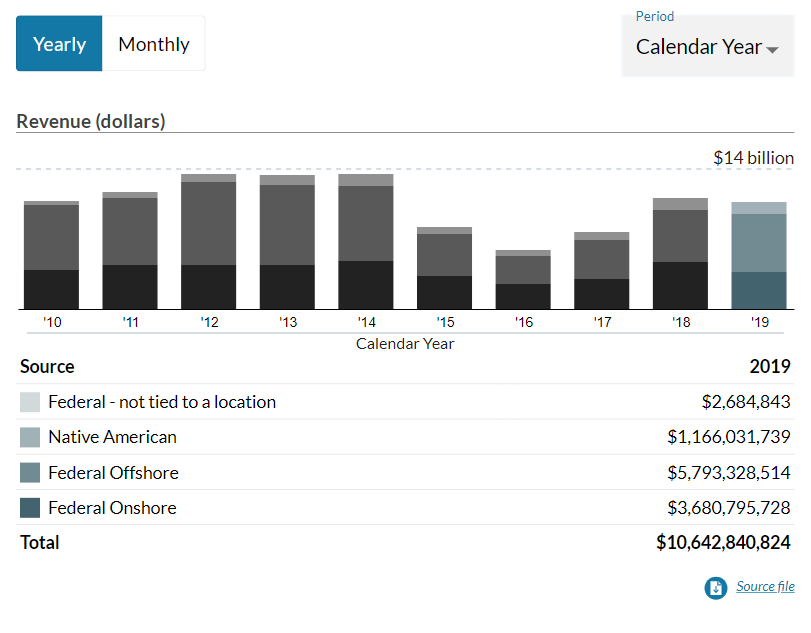 Period
Yearly Monthly Calendar Year
Revenue (dollars)
$14 billion
'10 '11 '12 '13 '14 '15 '16 '17 '18 '19
Calendar Year
Source 2019
Federal - not tied to a location $2,684,843
Native American $1,166,031,739
Federal Offshore $5,793,328,514
Federal Onshore $3,680,795,728
Total $10,642,840,824
Source file